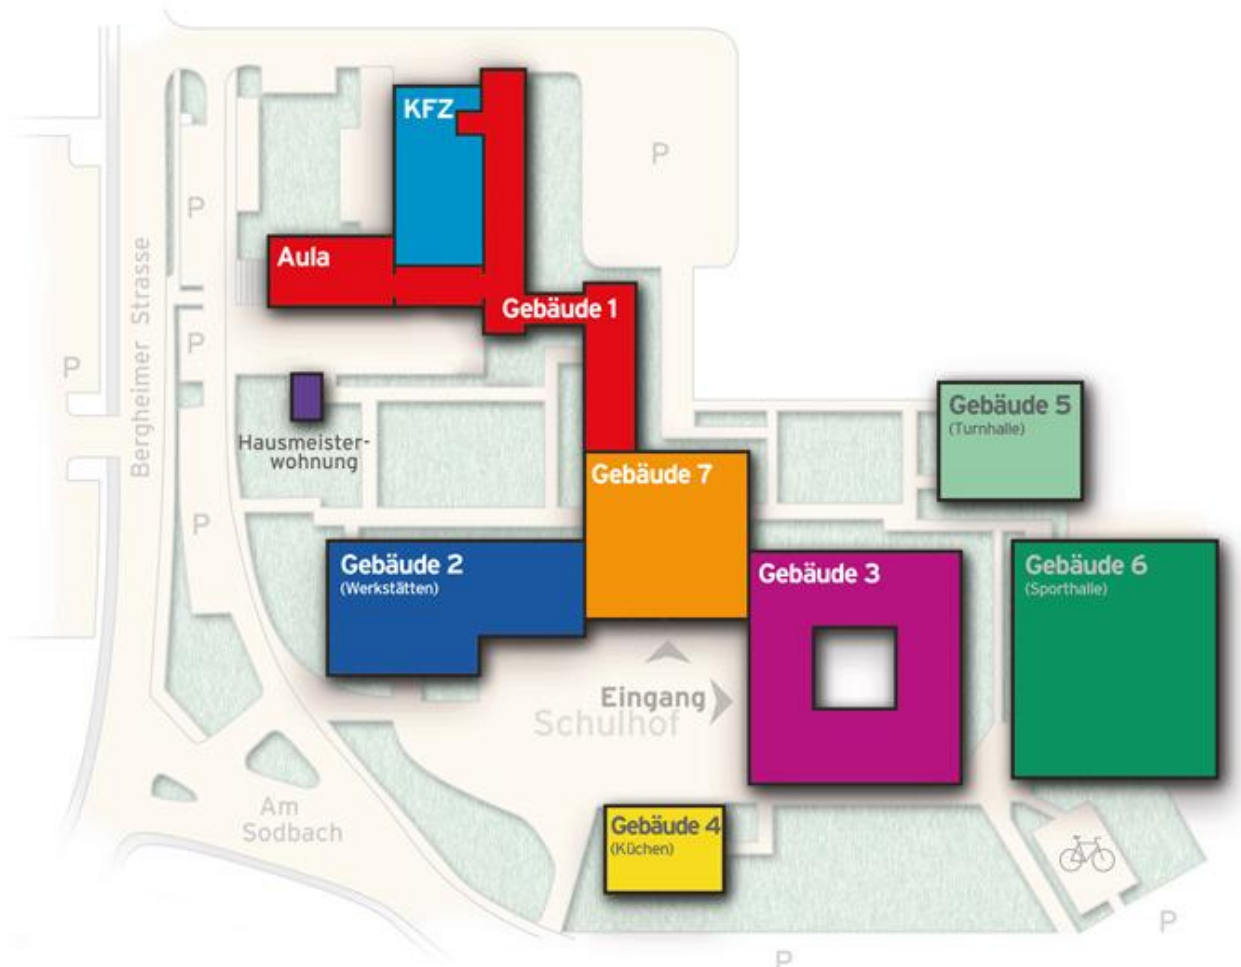 KFZ
P
P
Aula
Gebäude 1
Bergheimer Strasse
P
P
Gebäude 5
(Turnhalle)
Hausmeister-
wohnung
Gebäude 7
P
Gebäude 2
(Werkstätten)
Gebäude 3
Gebäude 6
(Sporthalle)
Eingang
Schulhof
Am
Sodbach
Gebäude 4
(Küchen)
P
P